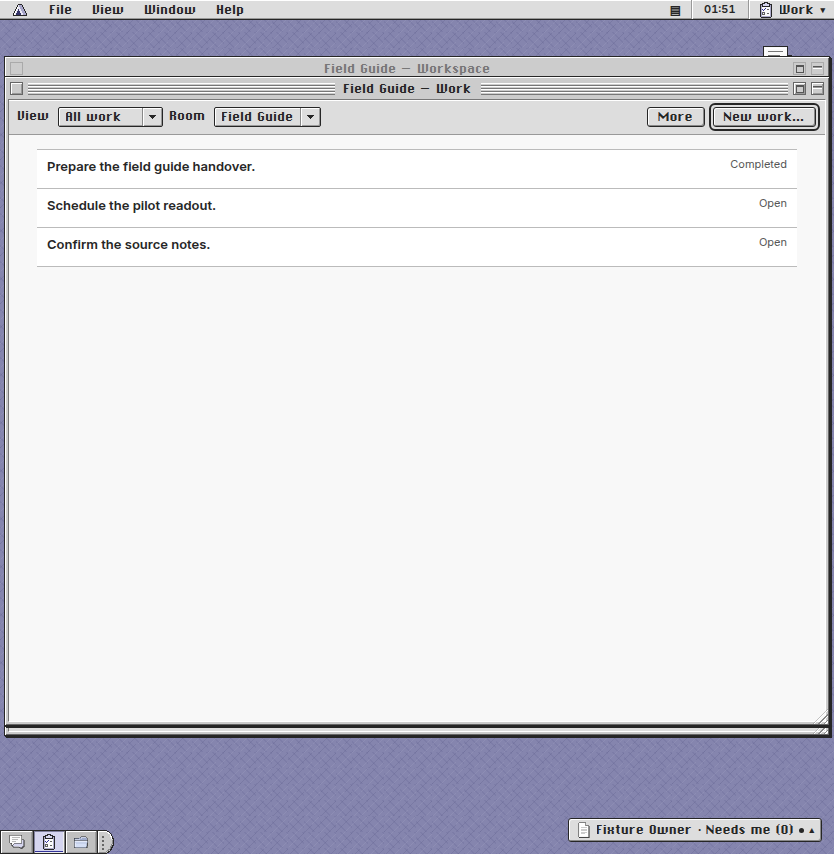 File View Window Help 01:51 Work
Field Guide — Workspace
Field Guide — Work
View All work Room Field Guide More New work...
Prepare the field guide handover. Completed
Schedule the pilot readout. Open
Confirm the source notes. Open
Fixture Owner · Needs me (0)